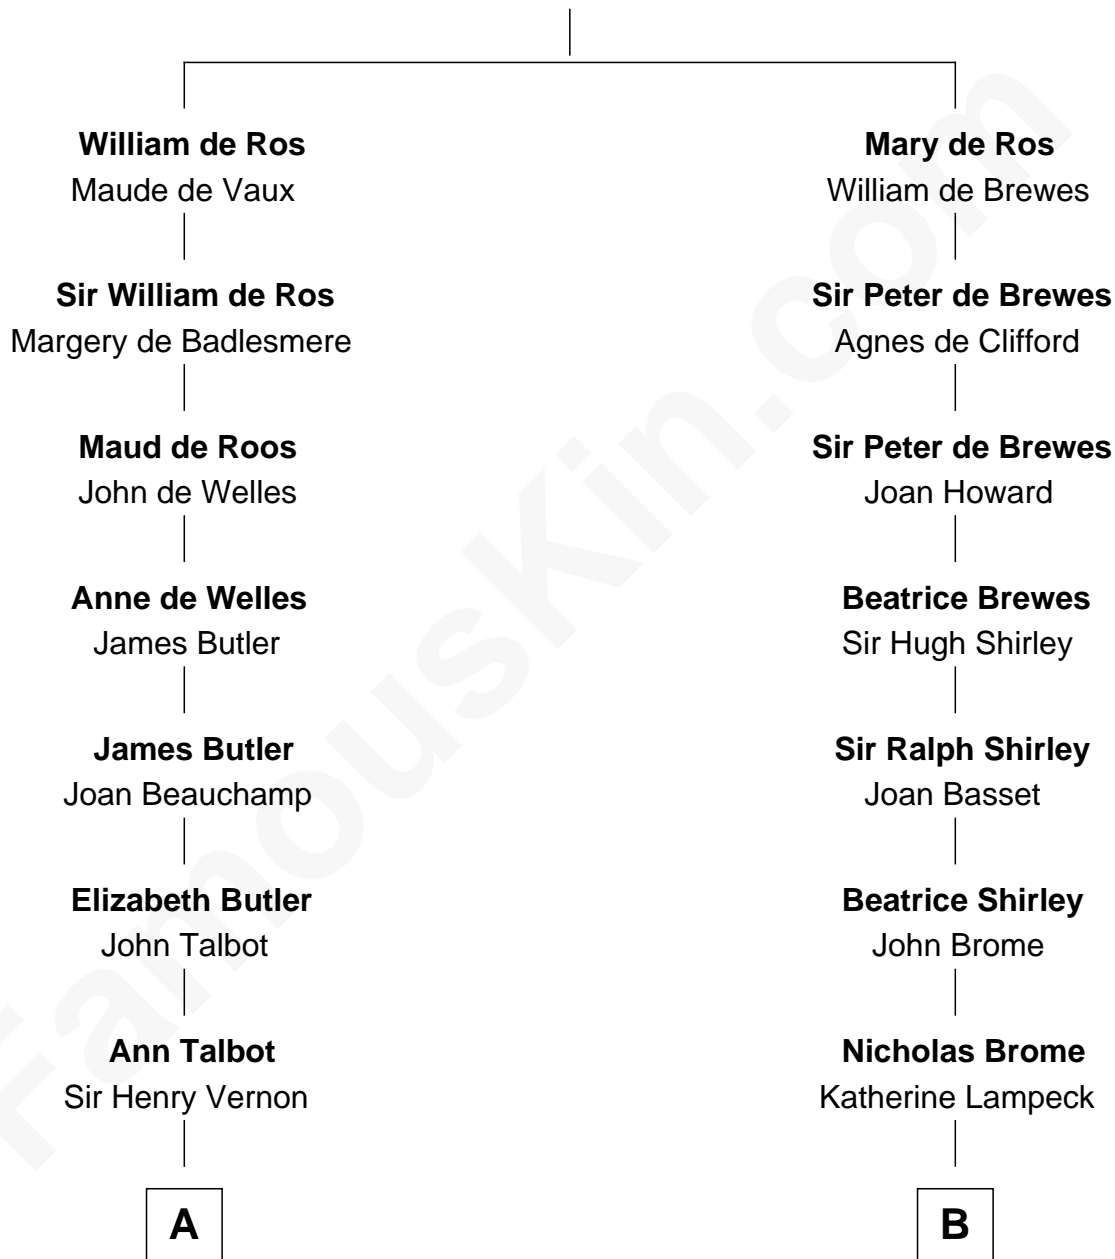 William de Ros
Maude de Vaux
Sir William de Ros
Margery de Badlesmere
Maud de Roos
John de Welles
Anne de Welles
James Butler
James Butler
Joan Beauchamp
Elizabeth Butler
John Talbot
Ann Talbot
Sir Henry Vernon
A
Mary de Ros
William de Brewes
Sir Peter de Brewes
Agnes de Clifford
Sir Peter de Brewes
Joan Howard
Beatrice Brewes
Sir Hugh Shirley
Sir Ralph Shirley
Joan Basset
Beatrice Shirley
John Brome
Nicholas Brome
Katherine Lampeck
B
FamousKin.com